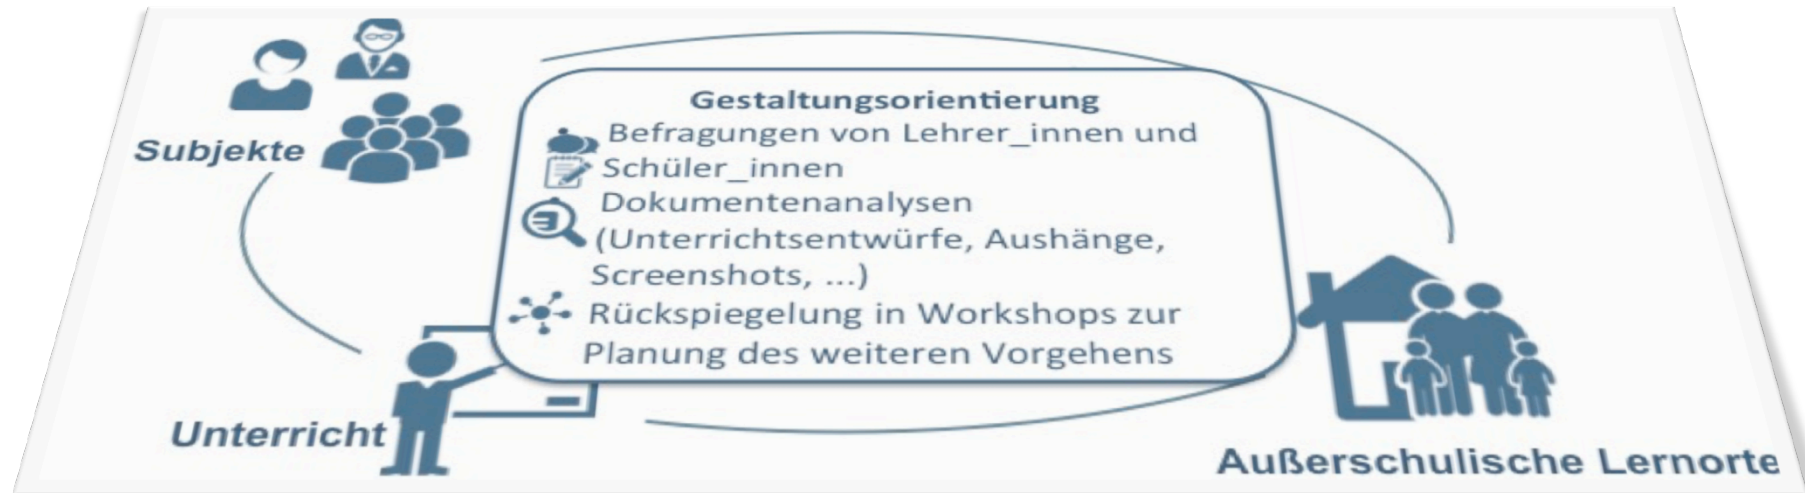 Gestaltungsorientierung
Befragungen von Lehrer_innen und
Schüler_innen
Dokumentenanalysen
(Unterrichtsentwürfe, Aushänge,
Screenshots, ...)
Rückspiegelung in Workshops zur
Planung des weiteren Vorgehens
Subjekte
Unterricht
Außerschulische Lernorte